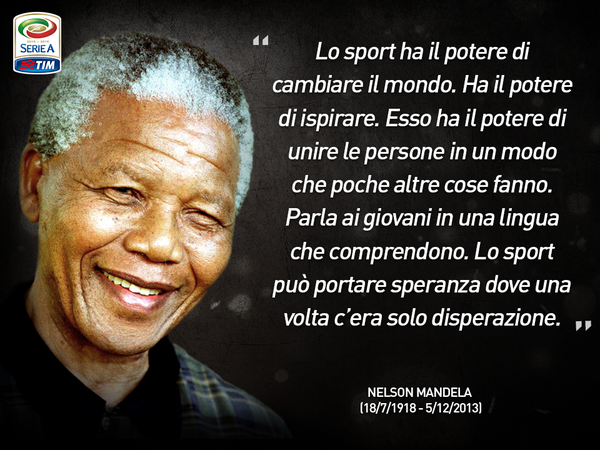 SERIE A
TIM
“
Lo sport ha il potere di
cambiare il mondo. Ha il potere
di ispirare. Esso ha il potere di
unire le persone in un modo
che poche altre cose fanno.
Parla ai giovani in una lingua
che comprendono. Lo sport
può portare speranza dove una
volta c'era solo disperazione. ”
NELSON MANDELA
(18/7/1918 - 5/12/2013)